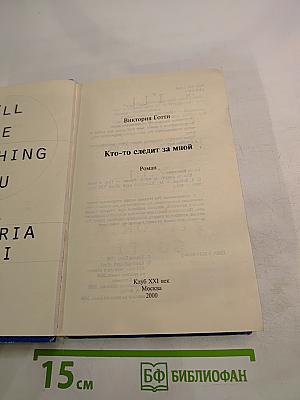 LL
E
HING
U
RIA
I
Виктория Готти
Кто-то следит за мной
Роман
Клуб XXI век
Москва
2000
15 см
БФ БИБЛИОФАН